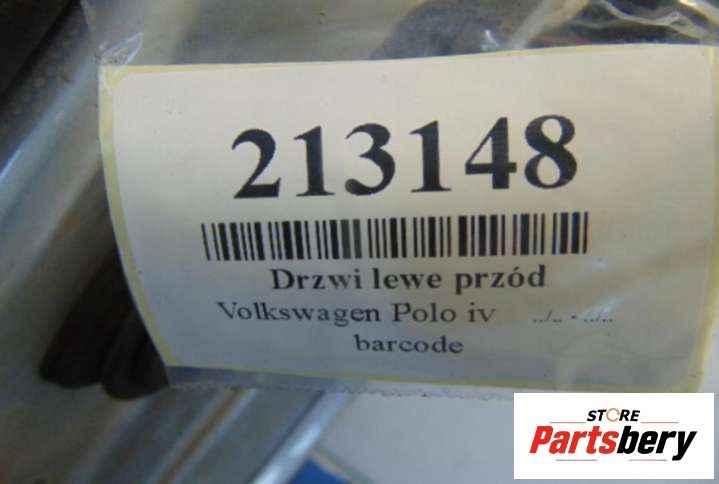 213148
Drzwi lewe przód
Volkswagen Polo iv ../.. - ../..
barcode
STORE
Partsbery